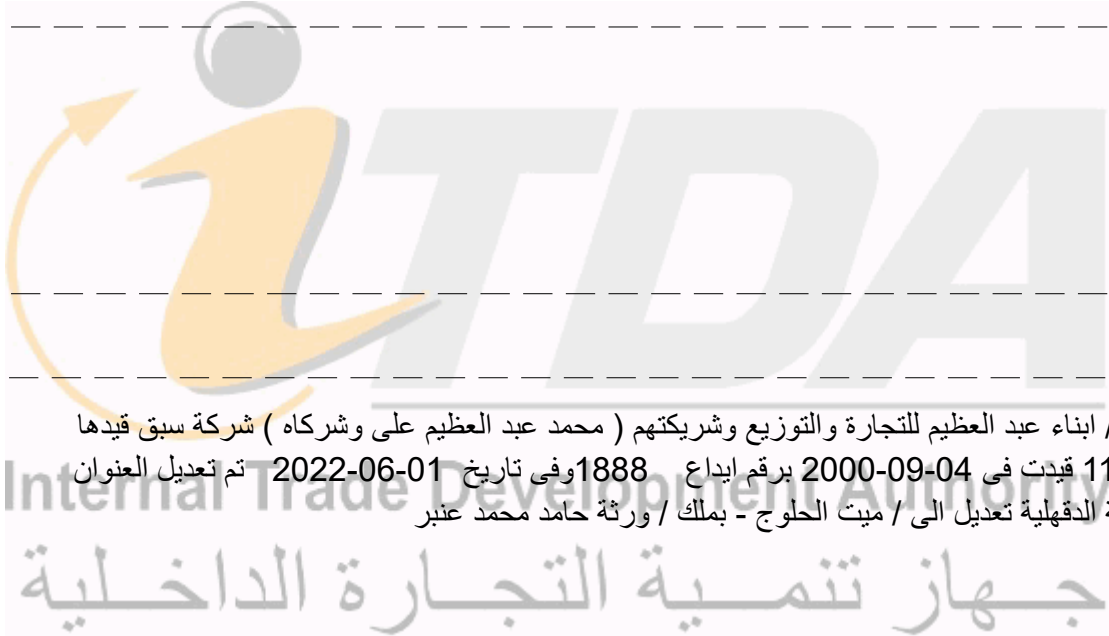 iTDA
/ ابناء عبد العظيم للتجارة والتوزيع وشريكتهم ( محمد عبد العظيم على وشركاه ) شركة سبق قيدها
11 قيدت فى 04-09-2000 برقم ايداع 1888وفى تاريخ 01-06-2022 تم تعديل العنوان
Internal Trade Development Authority
ة الدقهلية تعديل الى / ميت الحلوج - بملك / ورثة حامد محمد عنبر
جهاز تنمية التجارة الداخلية